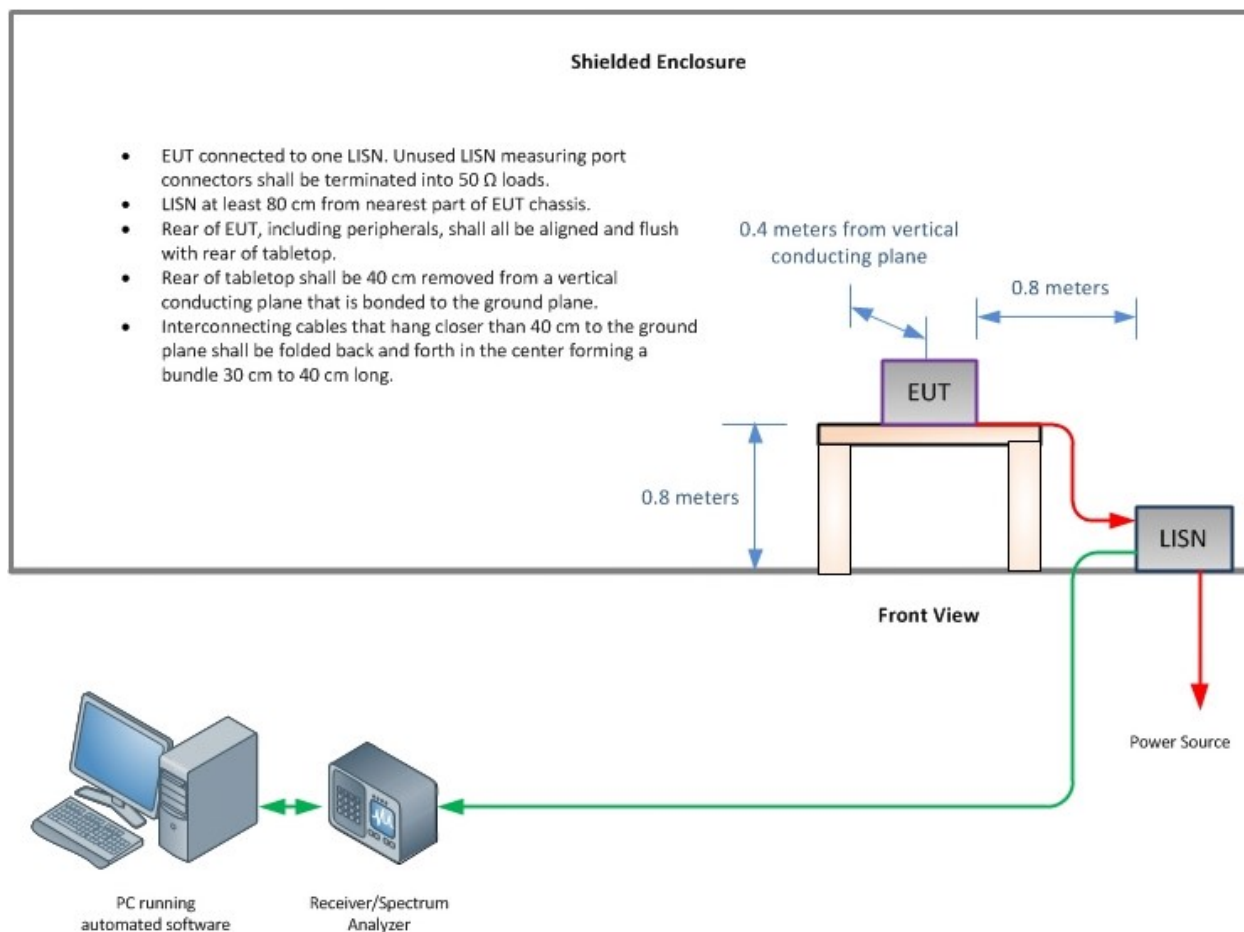 Shielded Enclosure
• EUT connected to one LISN. Unused LISN measuring port
connectors shall be terminated into 50 Ω loads.
• LISN at least 80 cm from nearest part of EUT chassis.
• Rear of EUT, including peripherals, shall all be aligned and flush
with rear of tabletop.
• Rear of tabletop shall be 40 cm removed from a vertical
conducting plane that is bonded to the ground plane.
• Interconnecting cables that hang closer than 40 cm to the ground
plane shall be folded back and forth in the center forming a
bundle 30 cm to 40 cm long.
0.4 meters from vertical
conducting plane
0.8 meters
EUT
0.8 meters
LISN
Front View
Power Source
PC running
automated software
Receiver/Spectrum
Analyzer